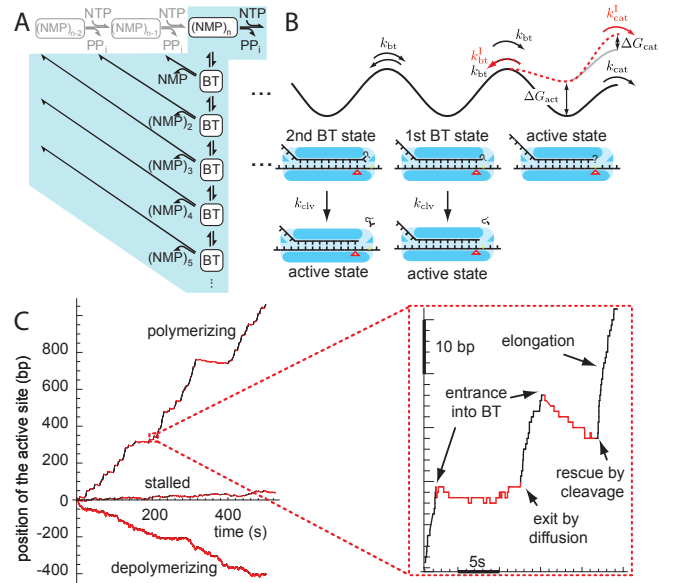 A
(NMP)n-2
NTP
PPi
(NMP)n-1
NTP
PPi
(NMP)n
NTP
PPi
NMP
BT
(NMP)2
BT
(NMP)3
BT
(NMP)4
BT
(NMP)5
BT
⋮
B
kbt
kbt
kIbt
kbt
kIcat
ΔGcat
kcat
ΔGact
...
2nd BT state
1st BT state
active state
...
kclv
kclv
active state
active state
C
position of the active site (bp)
800
600
400
200
0
-200
-400
200
400
time (s)
polymerizing
stalled
depolymerizing
10 bp
elongation
entrance
into BT
rescue by
cleavage
exit by
diffusion
5s